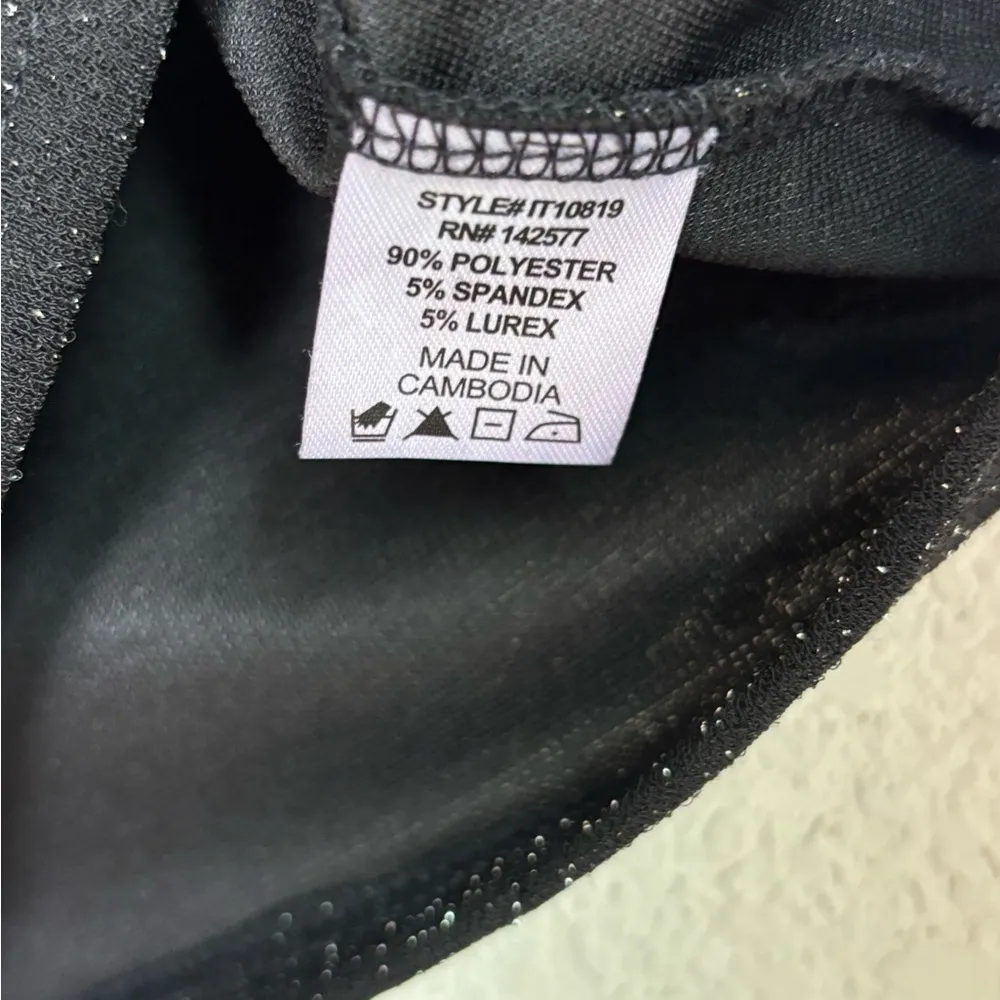 STYLE# IT10819
RN# 142577
90% POLYESTER
5% SPANDEX
5% LUREX
MADE IN
CAMBODIA